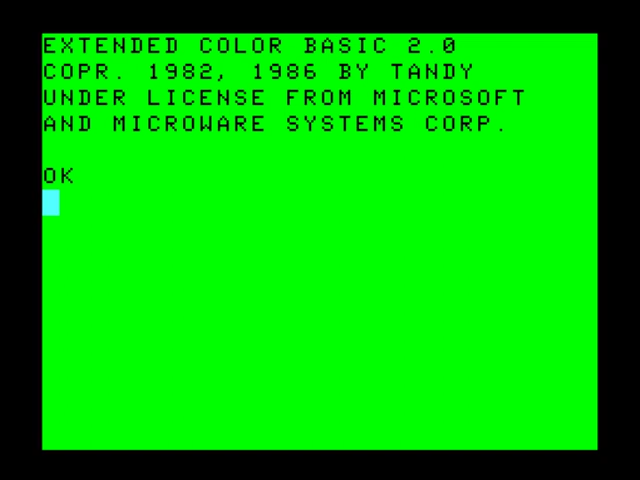 EXTENDED COLOR BASIC 2.0
COPR. 1982, 1986 BY TANDY
UNDER LICENSE FROM MICROSOFT
AND MICROWARE SYSTEMS CORP.
OK